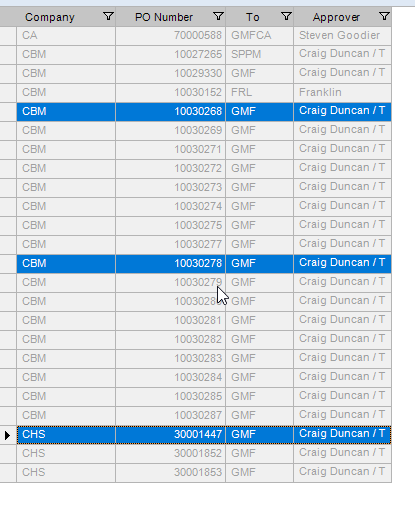 Company PO Number To Approver
CA 70000588 GMFCA Steven Goodier
CBM 10027265 SPPM Craig Duncan / T
CBM 10029330 GMF Craig Duncan / T
CBM 10030152 FRL Franklin
CBM 10030268 GMF Craig Duncan / T
CBM 10030269 GMF Craig Duncan / T
CBM 10030271 GMF Craig Duncan / T
CBM 10030272 GMF Craig Duncan / T
CBM 10030273 GMF Craig Duncan / T
CBM 10030274 GMF Craig Duncan / T
CBM 10030275 GMF Craig Duncan / T
CBM 10030277 GMF Craig Duncan / T
CBM 10030278 GMF Craig Duncan / T
CBM 10030279 GMF Craig Duncan / T
CBM GMF Craig Duncan / T
CBM 10030281 GMF Craig Duncan / T
CBM 10030282 GMF Craig Duncan / T
CBM 10030283 GMF Craig Duncan / T
CBM 10030284 GMF Craig Duncan / T
CBM 10030285 GMF Craig Duncan / T
CBM 10030287 GMF Craig Duncan / T
CHS 30001447 GMF Craig Duncan / T
CHS 30001852 GMF Craig Duncan / T
CHS 30001853 GMF Craig Duncan / T